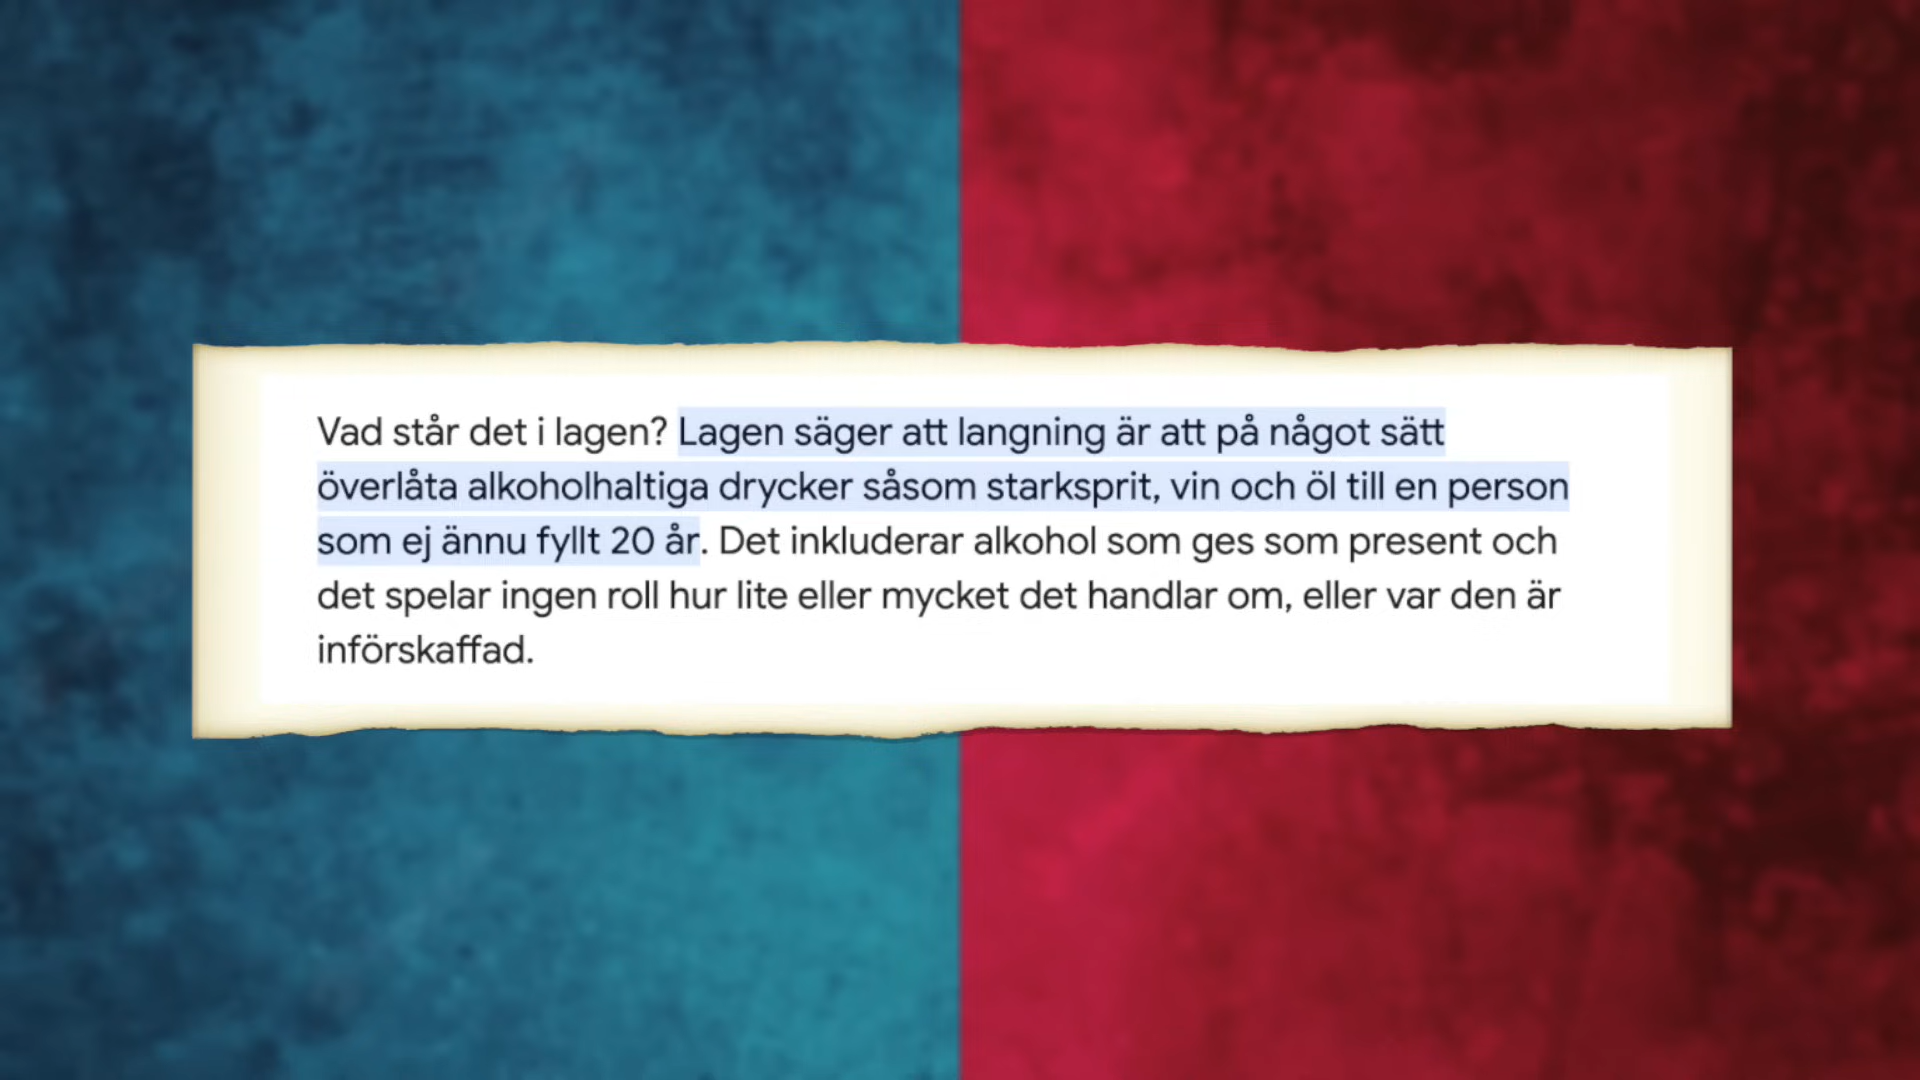 Vad står det i lagen? Lagen säger att langning är att på något sätt
överlåta alkoholhaltiga drycker såsom starksprit, vin och öl till en person
som ej ännu fyllt 20 år. Det inkluderar alkohol som ges som present och
det spelar ingen roll hur lite eller mycket det handlar om, eller var den är
införskaffad.